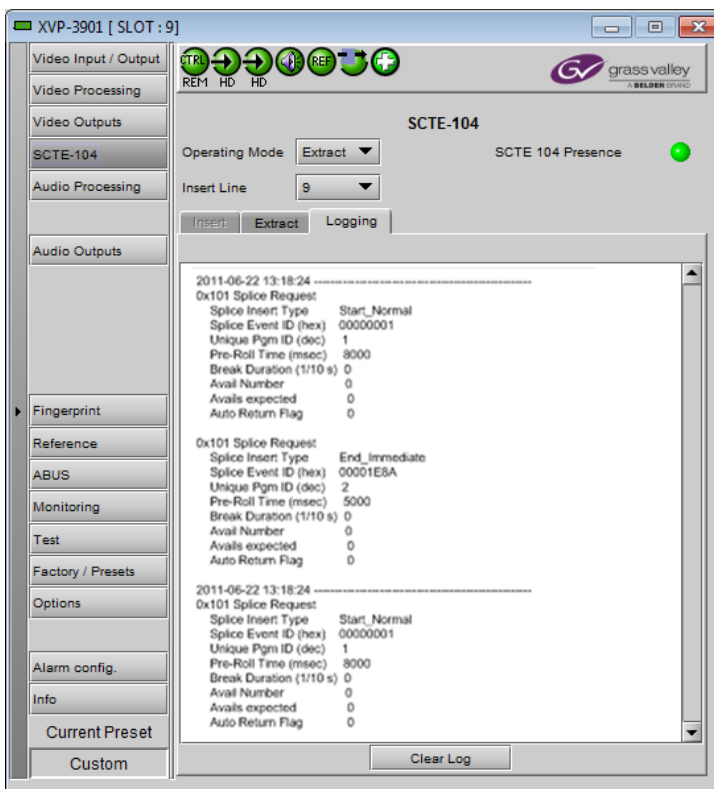 XVP-3901 [ SLOT : 9]
Video Input / Output
Video Processing
Video Outputs
SCTE-104
Audio Processing
Audio Outputs
Fingerprint
Reference
ABUS
Monitoring
Test
Factory / Presets
Options
Alarm config.
Info
Current Preset
Custom
CTRL REF
REM HD HD
GV grass valley
A BELDEN BRAND
SCTE-104
Operating Mode Extract SCTE 104 Presence
Insert Line 9
Insert Extract Logging
2011-06-22 13:18:24 --------------------------------------------------------
0x101 Splice Request
Splice Insert Type Start_Normal
Splice Event ID (hex) 00000001
Unique Pgm ID (dec) 1
Pre-Roll Time (msec) 8000
Break Duration (1/10 s) 0
Avail Number 0
Avails expected 0
Auto Return Flag 0
0x101 Splice Request
Splice Insert Type End_Immediate
Splice Event ID (hex) 00001E8A
Unique Pgm ID (dec) 2
Pre-Roll Time (msec) 5000
Break Duration (1/10 s) 0
Avail Number 0
Avails expected 0
Auto Return Flag 0
2011-06-22 13:18:24 --------------------------------------------------------
0x101 Splice Request
Splice Insert Type Start_Normal
Splice Event ID (hex) 00000001
Unique Pgm ID (dec) 1
Pre-Roll Time (msec) 8000
Break Duration (1/10 s) 0
Avail Number 0
Avails expected 0
Auto Return Flag 0
Clear Log